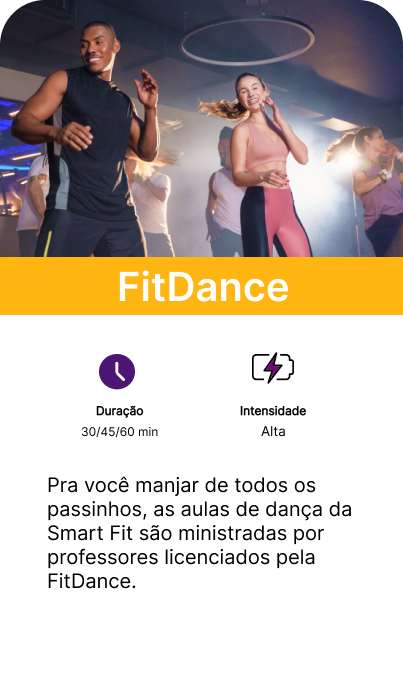 FitDance
Duração
30/45/60 min
Intensidade
Alta
Pra você manjar de todos os
passinhos, as aulas de dança da
Smart Fit são ministradas por
professores licenciados pela
FitDance.